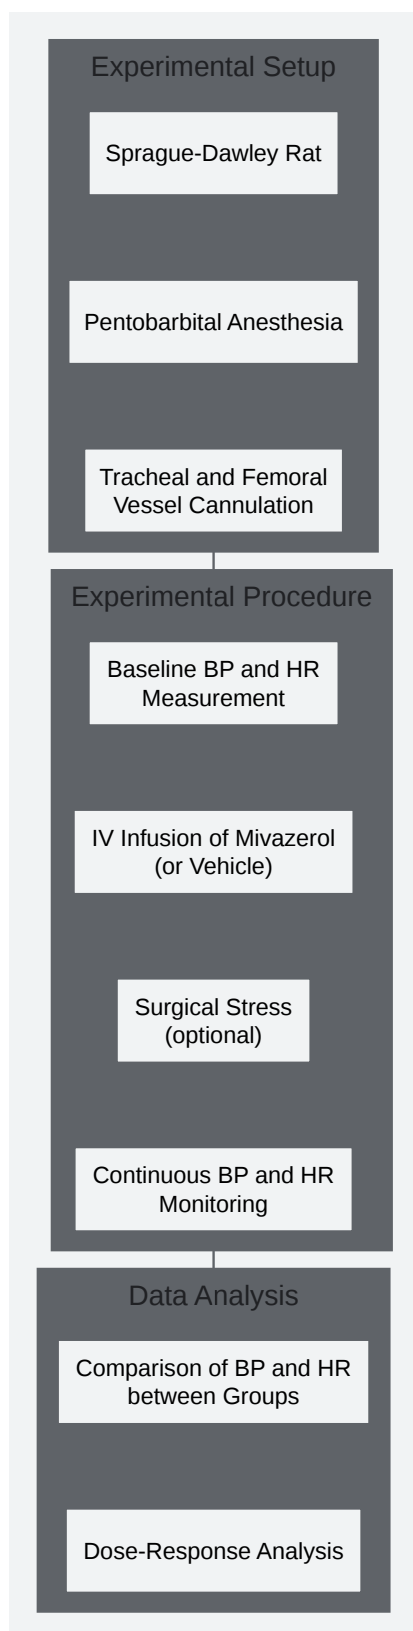 Experimental Setup
Sprague-Dawley Rat
Pentobarbital Anesthesia
Tracheal and Femoral
Vessel Cannulation
Experimental Procedure
Baseline BP and HR
Measurement
IV Infusion of Mivazerol
(or Vehicle)
Surgical Stress
(optional)
Continuous BP and HR
Monitoring
Data Analysis
Comparison of BP and HR
between Groups
Dose-Response Analysis